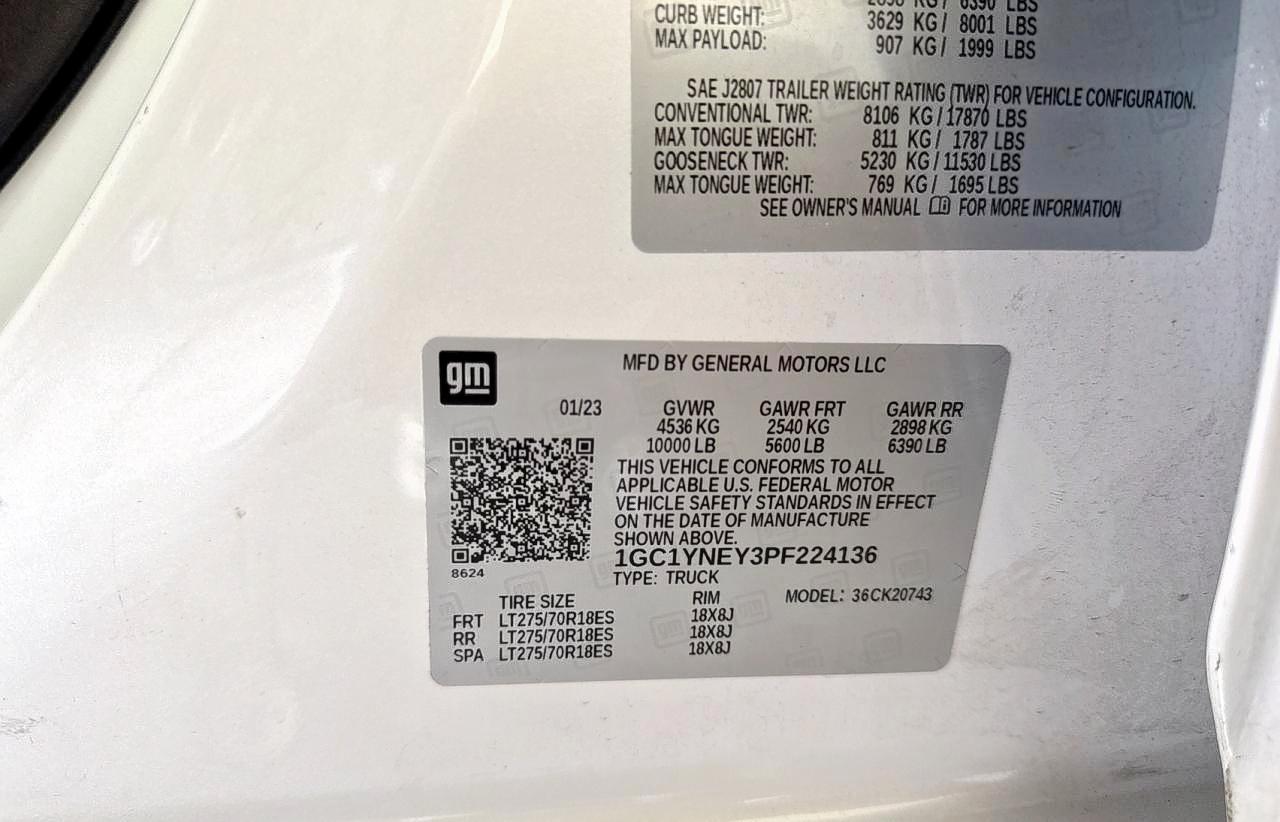 2898 KG/ 6390 LBS
CURB WEIGHT: 3629 KG/ 8001 LBS
MAX PAYLOAD: 907 KG/ 1999 LBS
SAE J2807 TRAILER WEIGHT RATING (TWR) FOR VEHICLE CONFIGURATION.
CONVENTIONAL TWR: 8106 KG/17870 LBS
MAX TONGUE WEIGHT: 811 KG/ 1787 LBS
GOOSENECK TWR: 5230 KG/11530 LBS
MAX TONGUE WEIGHT: 769 KG/ 1695 LBS
SEE OWNER'S MANUAL FOR MORE INFORMATION
gm
MFD BY GENERAL MOTORS LLC
01/23 GVWR GAWR FRT GAWR RR
4536 KG 2540 KG 2898 KG
10000 LB 5600 LB 6390 LB
THIS VEHICLE CONFORMS TO ALL
APPLICABLE U.S. FEDERAL MOTOR
VEHICLE SAFETY STANDARDS IN EFFECT
ON THE DATE OF MANUFACTURE
SHOWN ABOVE.
1GC1YNEY3PF224136
8624
TYPE: TRUCK
TIRE SIZE RIM MODEL: 36CK20743
FRT LT275/70R18ES 18X8J
RR LT275/70R18ES 18X8J
SPA LT275/70R18ES 18X8J